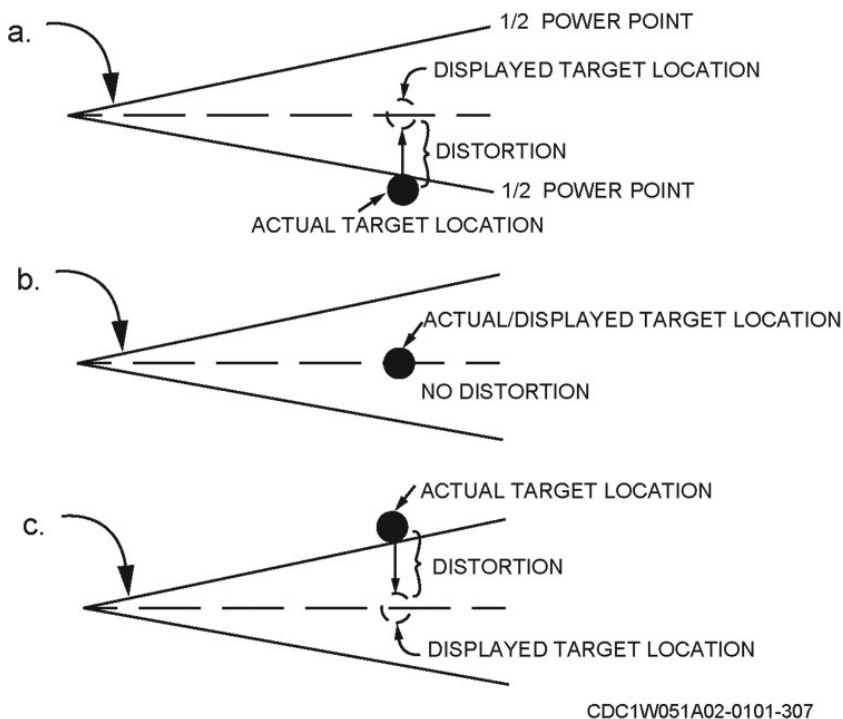 a.
1/2 POWER POINT
DISPLAYED TARGET LOCATION
DISTORTION
1/2 POWER POINT
ACTUAL TARGET LOCATION
b.
ACTUAL/DISPLAYED TARGET LOCATION
NO DISTORTION
ACTUAL TARGET LOCATION
c.
DISTORTION
DISPLAYED TARGET LOCATION
CDC1W051A02-0101-307